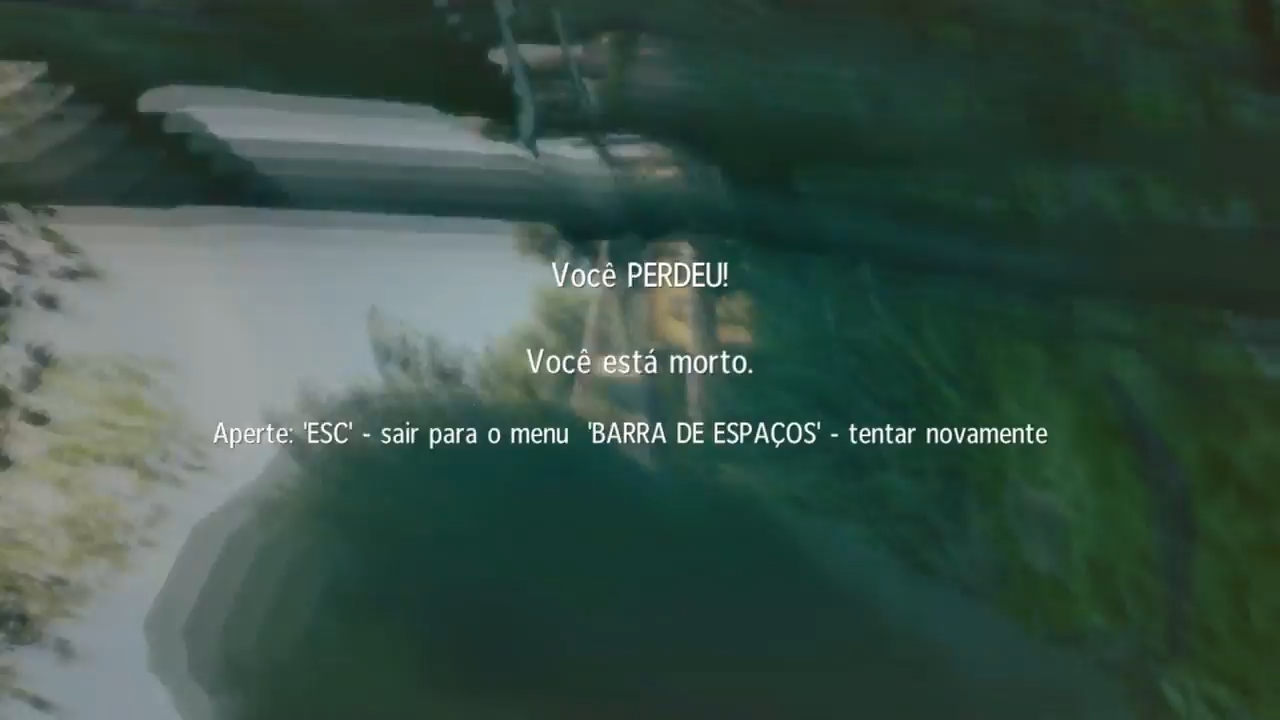 Você PERDEU!
Você está morto.
Aperte: 'ESC' - sair para o menu  'BARRA DE ESPAÇOS' - tentar novamente